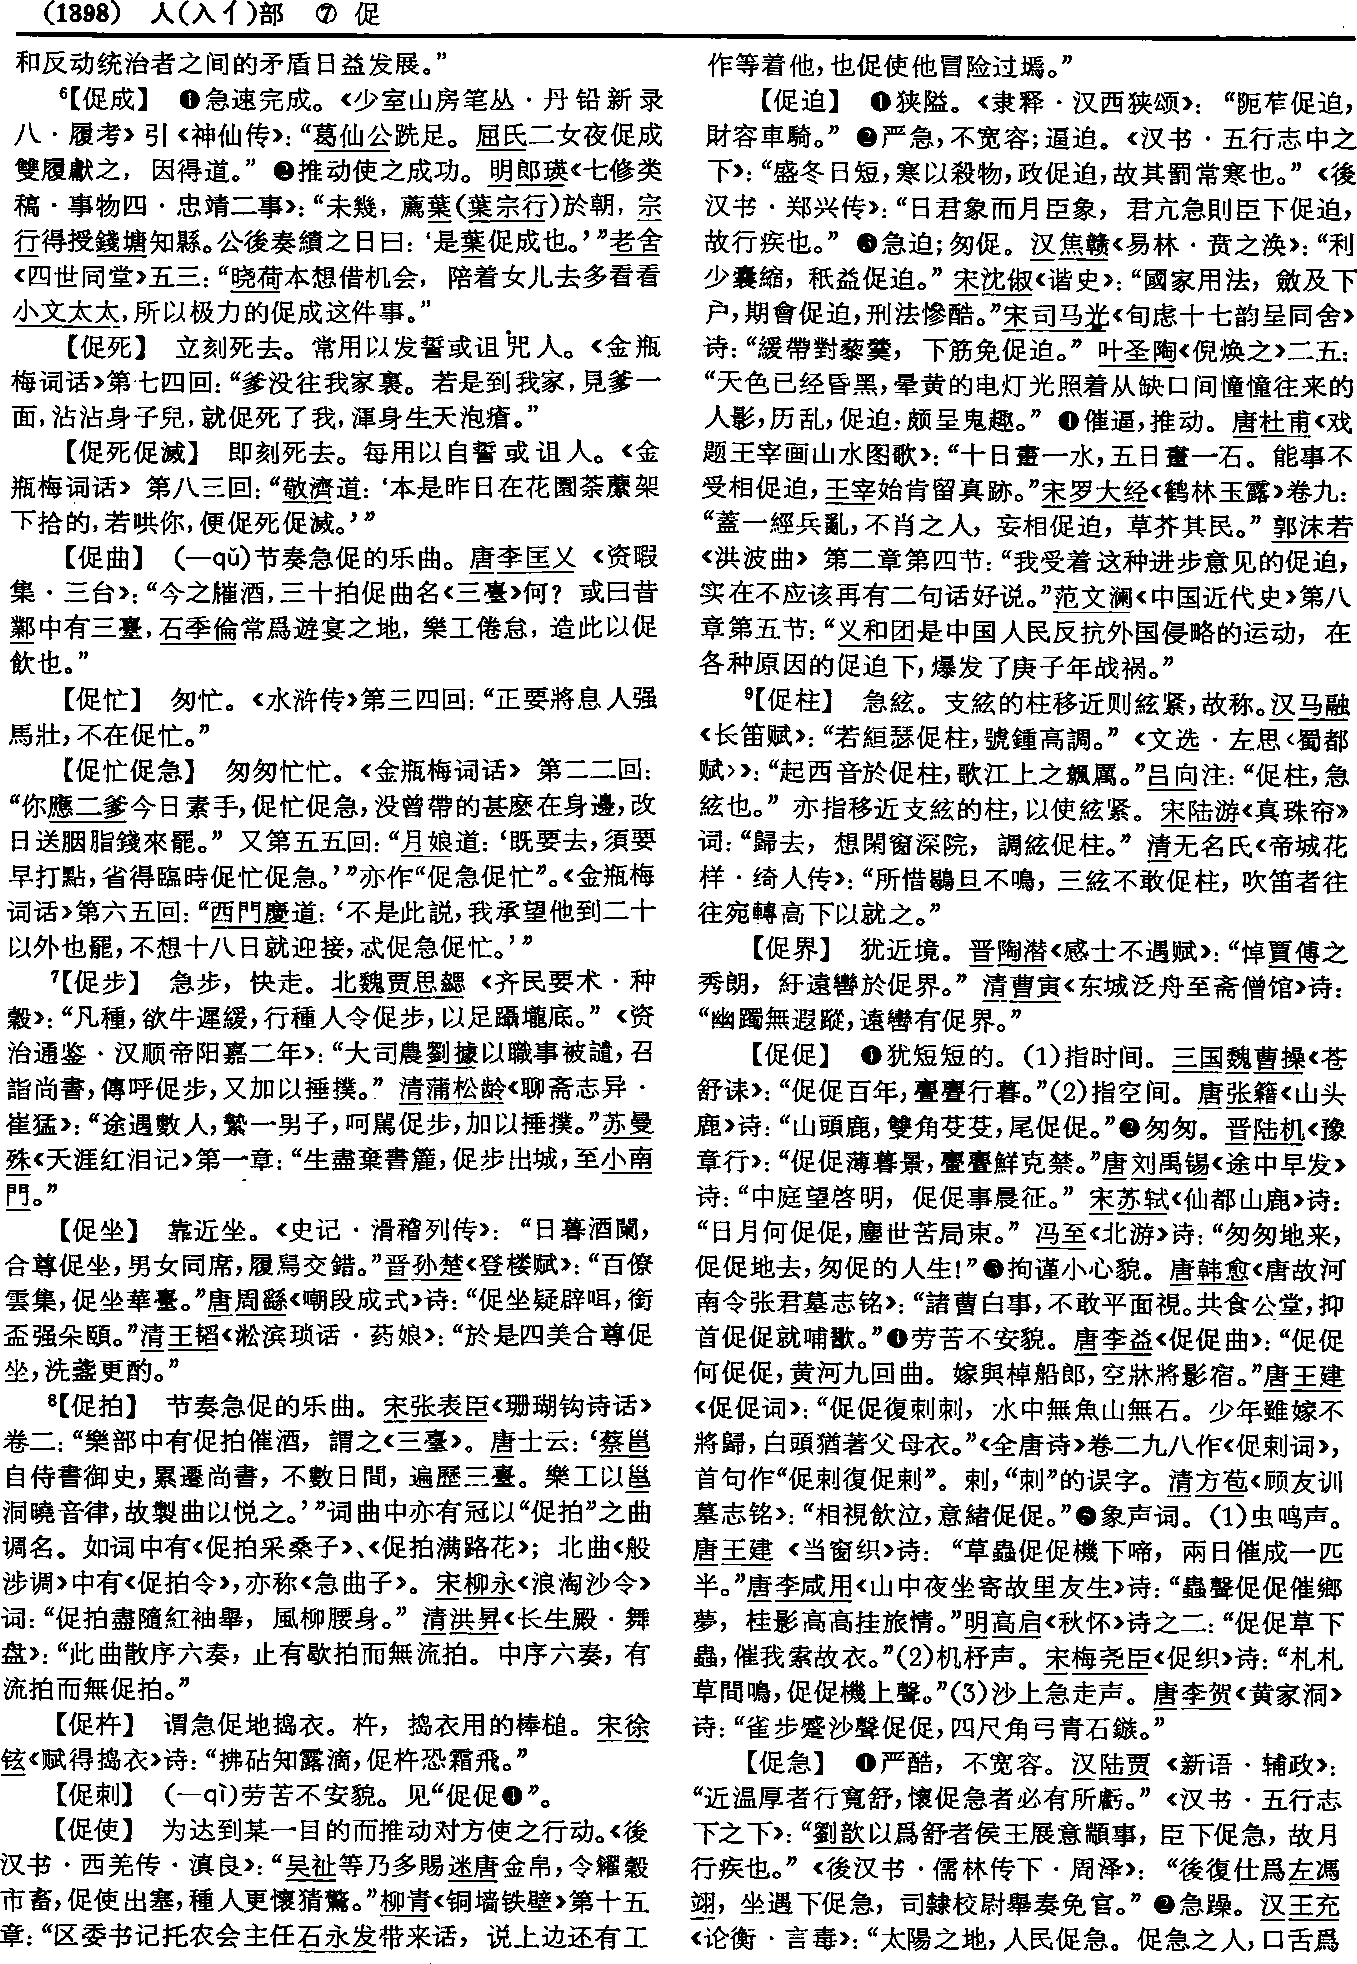 (1398) 人(入亻)部 ⑦ 促
和反动统治者之间的矛盾日益发展。”
⁶【促成】 ❶急速完成。《少室山房笔丛·丹铅新录
八·履考》引《神仙传》：“葛仙公跣足。屈氏二女夜促成
雙履獻之，因得道。” ❷推动使之成功。明郎瑛《七修类
稿·事物四·忠靖二事》：“未幾，薦葉(葉宗行)於朝，宗
行得授錢塘知縣。公後奏績之日曰：‘是葉促成也。’”老舍
《四世同堂》五三：“晓荷本想借机会，陪着女儿去多看看
小文太太，所以极力的促成这件事。”
【促死】 立刻死去。常用以发誓或诅咒人。《金瓶
梅词话》第七四回：“爹没往我家裏。若是到我家，見爹一
面，沾沾身子兒，就促死了我，渾身生天泡瘡。”
【促死促滅】 即刻死去。每用以自誓或诅人。《金
瓶梅词话》第八三回：“敬濟道：‘本是昨日在花園荼蘼架
下拾的，若哄你，便促死促滅。’”
【促曲】 (—qǔ)节奏急促的乐曲。唐李匡乂《资暇
集·三台》：“今之䑏酒，三十拍促曲名《三臺》何？或曰昔
鄴中有三臺，石季倫常爲遊宴之地，樂工倦怠，造此以促
飲也。”
【促忙】 匆忙。《水浒传》第三四回：“正要將息人强
馬壯，不在促忙。”
【促忙促急】 匆匆忙忙。《金瓶梅词话》第二二回：
“你應二爹今日素手，促忙促急，没曾帶的甚麽在身邊，改
日送胭脂錢來罷。” 又第五五回：“月娘道：‘既要去，須要
早打點，省得臨時促忙促急。’”亦作“促急促忙”。《金瓶梅
词话》第六五回：“西門慶道：‘不是此説，我承望他到二十
以外也罷，不想十八日就迎接，忒促急促忙。’”
⁷【促步】 急步，快走。北魏贾思勰《齐民要术·种
穀》：“凡種，欲牛遲緩，行種人令促步，以足躡壠底。” 《资
治通鉴·汉顺帝阳嘉二年》：“大司農劉據以職事被譴，召
詣尚書，傳呼促步，又加以捶撲。” 清蒲松龄《聊斋志异·
崔猛》：“途遇數人，縶一男子，呵駡促步，加以捶撲。”苏曼
殊《天涯红泪记》第一章：“生盡棄書簏，促步出城，至小南
門。”
【促坐】 靠近坐。《史记·滑稽列传》：“日暮酒闌，
合尊促坐，男女同席，履舄交錯。”晋孙楚《登楼赋》：“百僚
雲集，促坐華臺。”唐周繇《嘲段成式》诗：“促坐疑辟咡，銜
盃强朵頤。”清王韬《淞滨琐话·药娘》：“於是四美合尊促
坐，洗盞更酌。”
⁸【促拍】 节奏急促的乐曲。宋张表臣《珊瑚钩诗话》
卷二：“樂部中有促拍催酒，謂之《三臺》。唐士云：‘蔡邕
自侍書御史，累遷尚書，不數日間，遍歷三臺。樂工以邕
洞曉音律，故製曲以悦之。’”词曲中亦有冠以“促拍”之曲
调名。如词中有《促拍采桑子》、《促拍满路花》；北曲《般
涉调》中有《促拍令》，亦称《急曲子》。宋柳永《浪淘沙令》
词：“促拍盡隨紅袖舉，風柳腰身。” 清洪昇《长生殿·舞
盘》：“此曲散序六奏，止有歇拍而無流拍。中序六奏，有
流拍而無促拍。”
【促杵】 谓急促地捣衣。杵，捣衣用的棒槌。宋徐
铉《赋得捣衣》诗：“拂砧知露滴，促杵恐霜飛。”
【促刺】 (—qì)劳苦不安貌。见“促促❹”。
【促使】 为达到某一目的而推动对方使之行动。《後
汉书·西羌传·滇良》：“吴祉等乃多賜迷唐金帛，令糴穀
市畜，促使出塞，種人更懷猜驚。”柳青《铜墙铁壁》第十五
章：“区委书记托农会主任石永发带来话，说上边还有工
作等着他，也促使他冒险过塄。”
【促迫】 ❶狭隘。《隶释·汉西狭颂》：“阨笮促迫，
財容車騎。” ❷严急，不宽容；逼迫。《汉书·五行志中之
下》：“盛冬日短，寒以殺物，政促迫，故其罰常寒也。” 《後
汉书·郑兴传》：“日君象而月臣象，君亢急則臣下促迫，
故行疾也。” ❸急迫；匆促。汉焦赣《易林·贲之涣》：“利
少囊縮，秖益促迫。” 宋沈俶《谐史》：“國家用法，斂及下
户，期會促迫，刑法慘酷。”宋司马光《旬虑十七韵呈同舍》
诗：“緩帶對藜羹，下筋免促迫。” 叶圣陶《倪焕之》二五：
“天色已经昏黑，晕黄的电灯光照着从缺口间憧憧往来的
人影，历乱，促迫，颇呈鬼趣。” ❹催逼，推动。唐杜甫《戏
题王宰画山水图歌》：“十日畫一水，五日畫一石。能事不
受相促迫，王宰始肯留真跡。”宋罗大经《鹤林玉露》卷九：
“蓋一經兵亂，不肖之人，妄相促迫，草芥其民。” 郭沫若
《洪波曲》第二章第四节：“我受着这种进步意见的促迫，
实在不应该再有二句话好说。”范文澜《中国近代史》第八
章第五节：“义和团是中国人民反抗外国侵略的运动，在
各种原因的促迫下，爆发了庚子年战祸。”
⁹【促柱】 急絃。支絃的柱移近则絃紧，故称。汉马融
《长笛赋》：“若絙瑟促柱，號鍾高調。” 《文选·左思〈蜀都
赋〉》：“起西音於促柱，歌江上之飉厲。”吕向注：“促柱，急
絃也。” 亦指移近支絃的柱，以使絃紧。宋陆游《真珠帘》
词：“歸去，想閑窗深院，調絃促柱。” 清无名氏《帝城花
样·绮人传》：“所惜鶡旦不鳴，三絃不敢促柱，吹笛者往
往宛轉高下以就之。”
【促界】 犹近境。晋陶潜《感士不遇赋》：“悼賈傅之
秀朗，紆遠轡於促界。” 清曹寅《东城泛舟至斋僧馆》诗：
“幽躅無遐蹤，遠轡有促界。”
【促促】 ❶犹短短的。(1)指时间。三国魏曹操《苍
舒诔》：“促促百年，亹亹行暮。”(2)指空间。唐张籍《山头
鹿》诗：“山頭鹿，雙角芟芟，尾促促。”❷匆匆。晋陆机《豫
章行》：“促促薄暮景，亹亹鮮克禁。”唐刘禹锡《途中早发》
诗：“中庭望啓明，促促事晨征。” 宋苏轼《仙都山鹿》诗：
“日月何促促，塵世苦局束。” 冯至《北游》诗：“匆匆地来，
促促地去，匆促的人生！”❸拘谨小心貌。唐韩愈《唐故河
南令张君墓志铭》：“諸曹白事，不敢平面視。共食公堂，抑
首促促就哺歠。”❹劳苦不安貌。唐李益《促促曲》：“促促
何促促，黄河九回曲。嫁與棹船郎，空牀將影宿。”唐王建
《促促词》：“促促復刺刺，水中無魚山無石。少年雖嫁不
將歸，白頭猶著父母衣。”《全唐诗》卷二九八作《促刺词》，
首句作“促刺復促刺”。剌，“刺”的误字。清方苞《顾友训
墓志铭》：“相視飲泣，意緒促促。”❺象声词。(1)虫鸣声。
唐王建《当窗织》诗：“草蟲促促機下啼，兩日催成一匹
半。”唐李咸用《山中夜坐寄故里友生》诗：“蟲聲促促催鄉
夢，桂影高高挂旅情。”明高启《秋怀》诗之二：“促促草下
蟲，催我索故衣。”(2)机杼声。宋梅尧臣《促织》诗：“札札
草間鳴，促促機上聲。”(3)沙上急走声。唐李贺《黄家洞》
诗：“雀步蹙沙聲促促，四尺角弓青石鏃。”
【促急】 ❶严酷，不宽容。汉陆贾《新语·辅政》：
“近温厚者行寬舒，懷促急者必有所虧。” 《汉书·五行志
下之下》：“劉歆以爲舒者侯王展意顓事，臣下促急，故月
行疾也。” 《後汉书·儒林传下·周泽》：“後復仕爲左馮
翊，坐遇下促急，司隸校尉舉奏免官。” ❷急躁。汉王充
《论衡·言毒》：“太陽之地，人民促急。促急之人，口舌爲